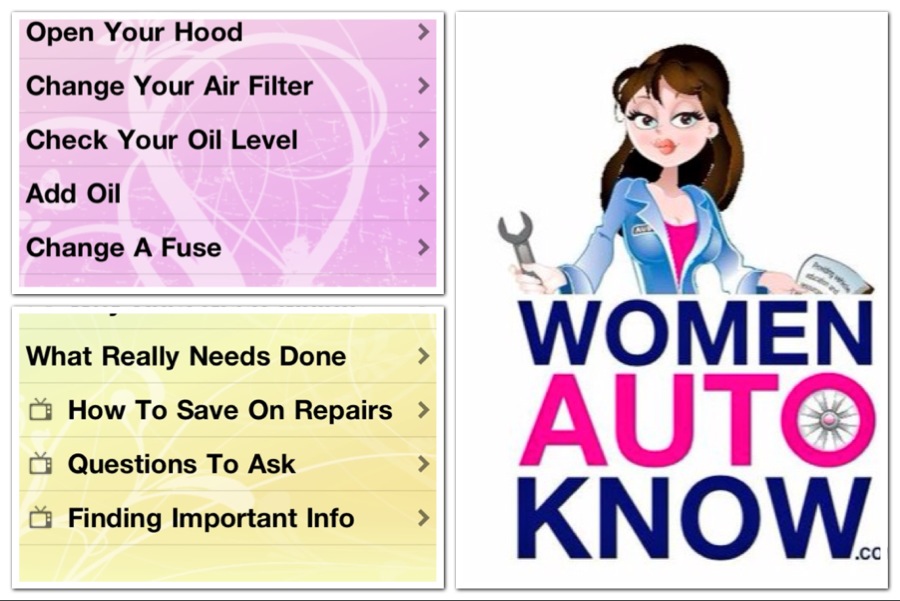 Open Your Hood
Change Your Air Filter
Check Your Oil Level
Add Oil
Change A Fuse
What Really Needs Done
How To Save On Repairs
Questions To Ask
Finding Important Info
WOMEN
AUTO
KNOW.co